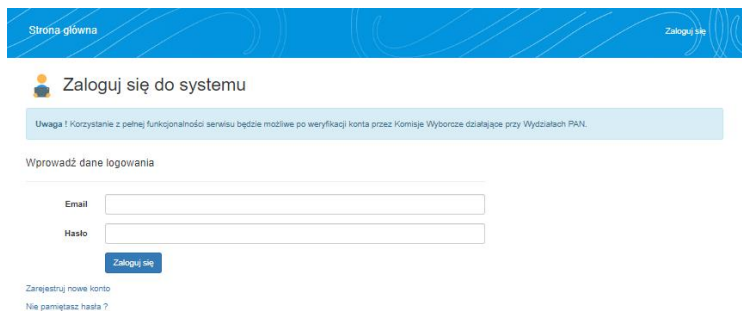 Strona główna
Zaloguj się
Zaloguj się do systemu
Uwaga ! Korzystanie z pełnej funkcjonalności serwisu będzie możliwe po weryfikacji konta przez Komisje Wyborcze działające przy Wydziałach PAN.
Wprowadź dane logowania
Email
Hasło
Zaloguj się
Zarejestruj nowe konto
Nie pamiętasz hasła ?